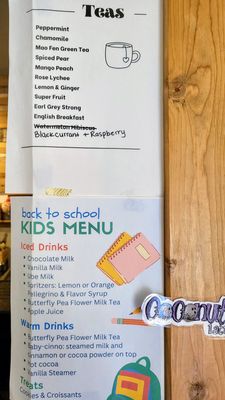 Teas
Peppermint
Chamomile
Mao Fen Green Tea
Spiced Pear
Mango Peach
Rose Lychee
Lemon & Ginger
Super Fruit
Earl Grey Strong
English Breakfast
Watermelon Hibiscus
Blackcurrant + Raspberry
back to school
KIDS MENU
Iced Drinks
Chocolate Milk
Vanilla Milk
Ube Milk
Spritzers: Lemon or Orange
Pellegrino & Flavor Syrup
Butterfly Pea Flower Milk Tea
Apple Juice
Warm Drinks
Butterfly Pea Flower Milk Tea
Baby-cinno: steamed milk and
cinnamon or cocoa powder on top
Hot cocoa
Vanilla Steamer
Treats
& Croissants
Coconut